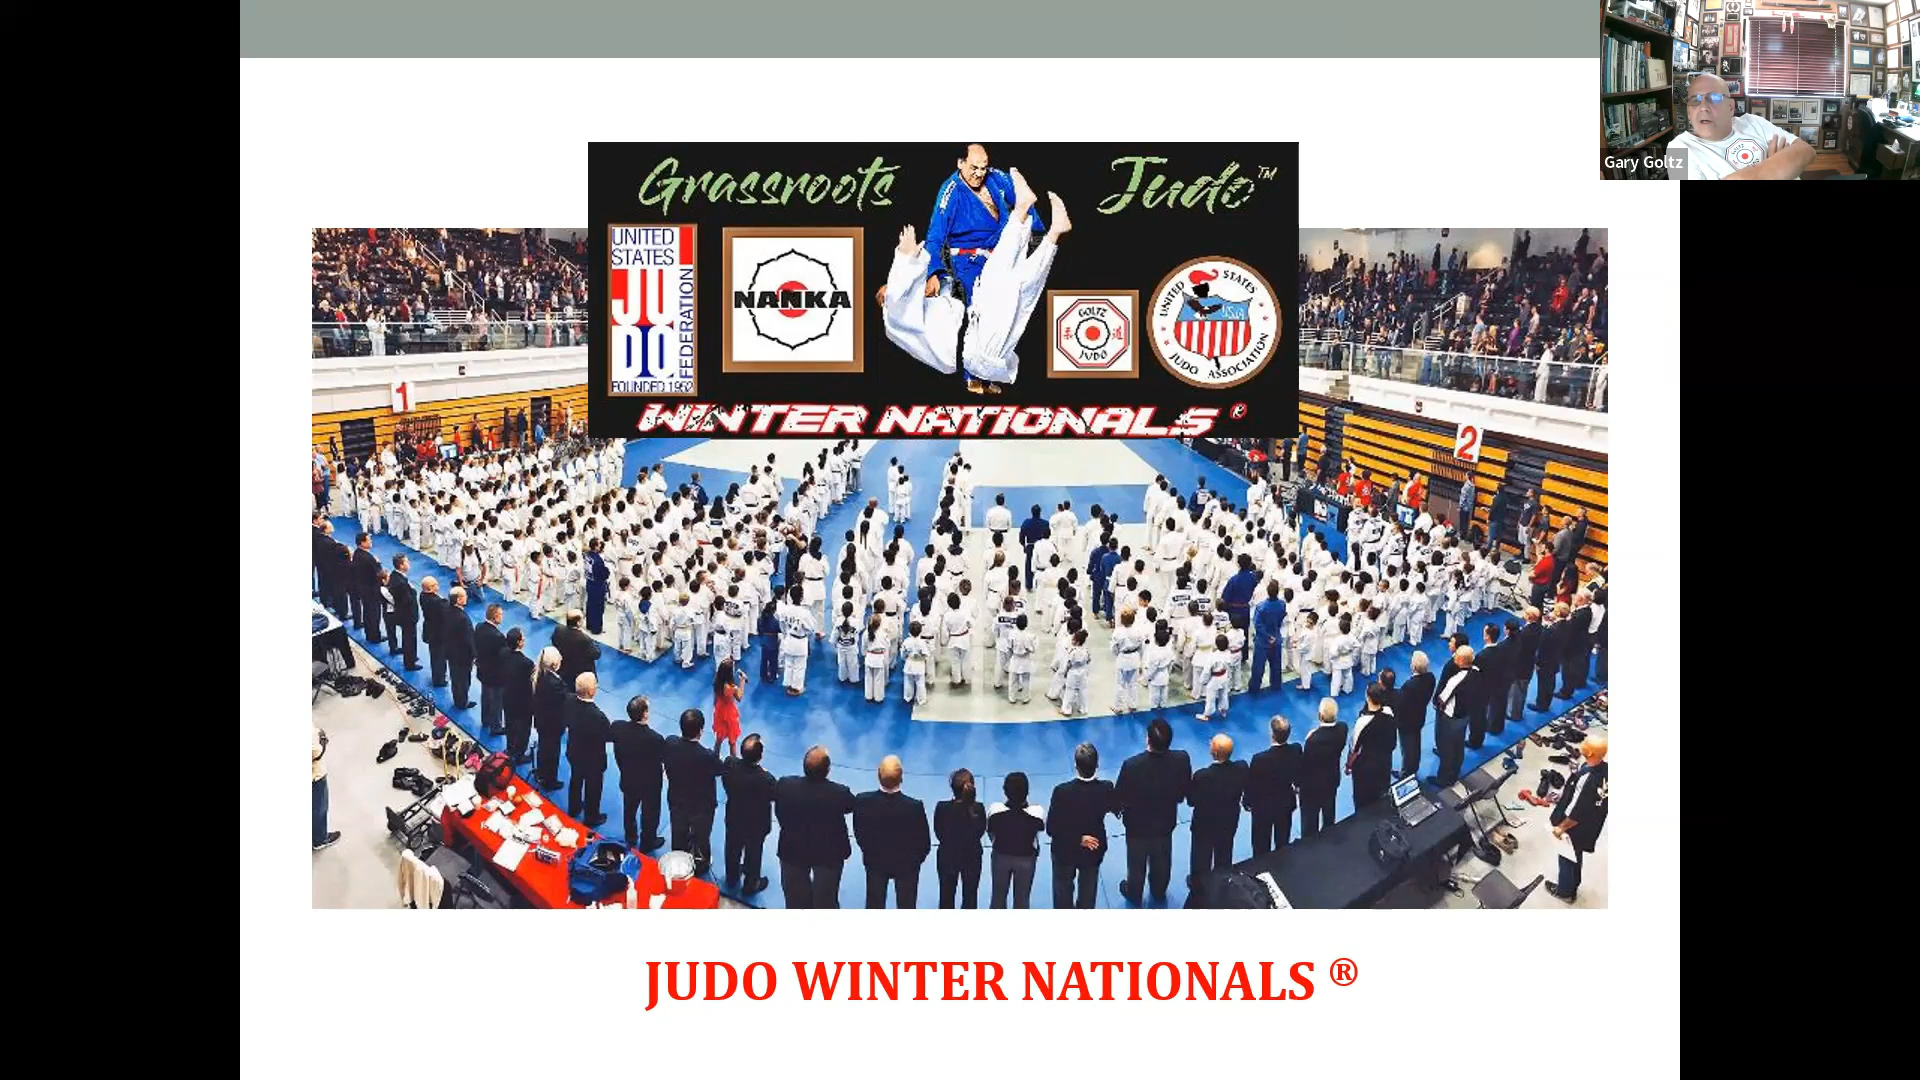 Gary Goltz
Grassroots Judo™
UNITED
STATES
JU
DO
FEDERATION
FOUNDED 1952
NANKA
GOLTZ
JUDO
UNITED STATES
USJA
JUDO ASSOCIATION
WINTER NATIONALS ®
1
2
JUDO WINTER NATIONALS ®